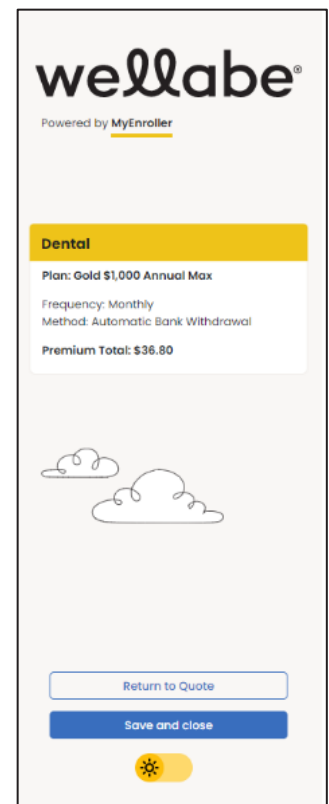 wellabe®
Powered by MyEnroller
Dental
Plan: Gold $1,000 Annual Max
Frequency: Monthly
Method: Automatic Bank Withdrawal
Premium Total: $36.80
Return to Quote
Save and close